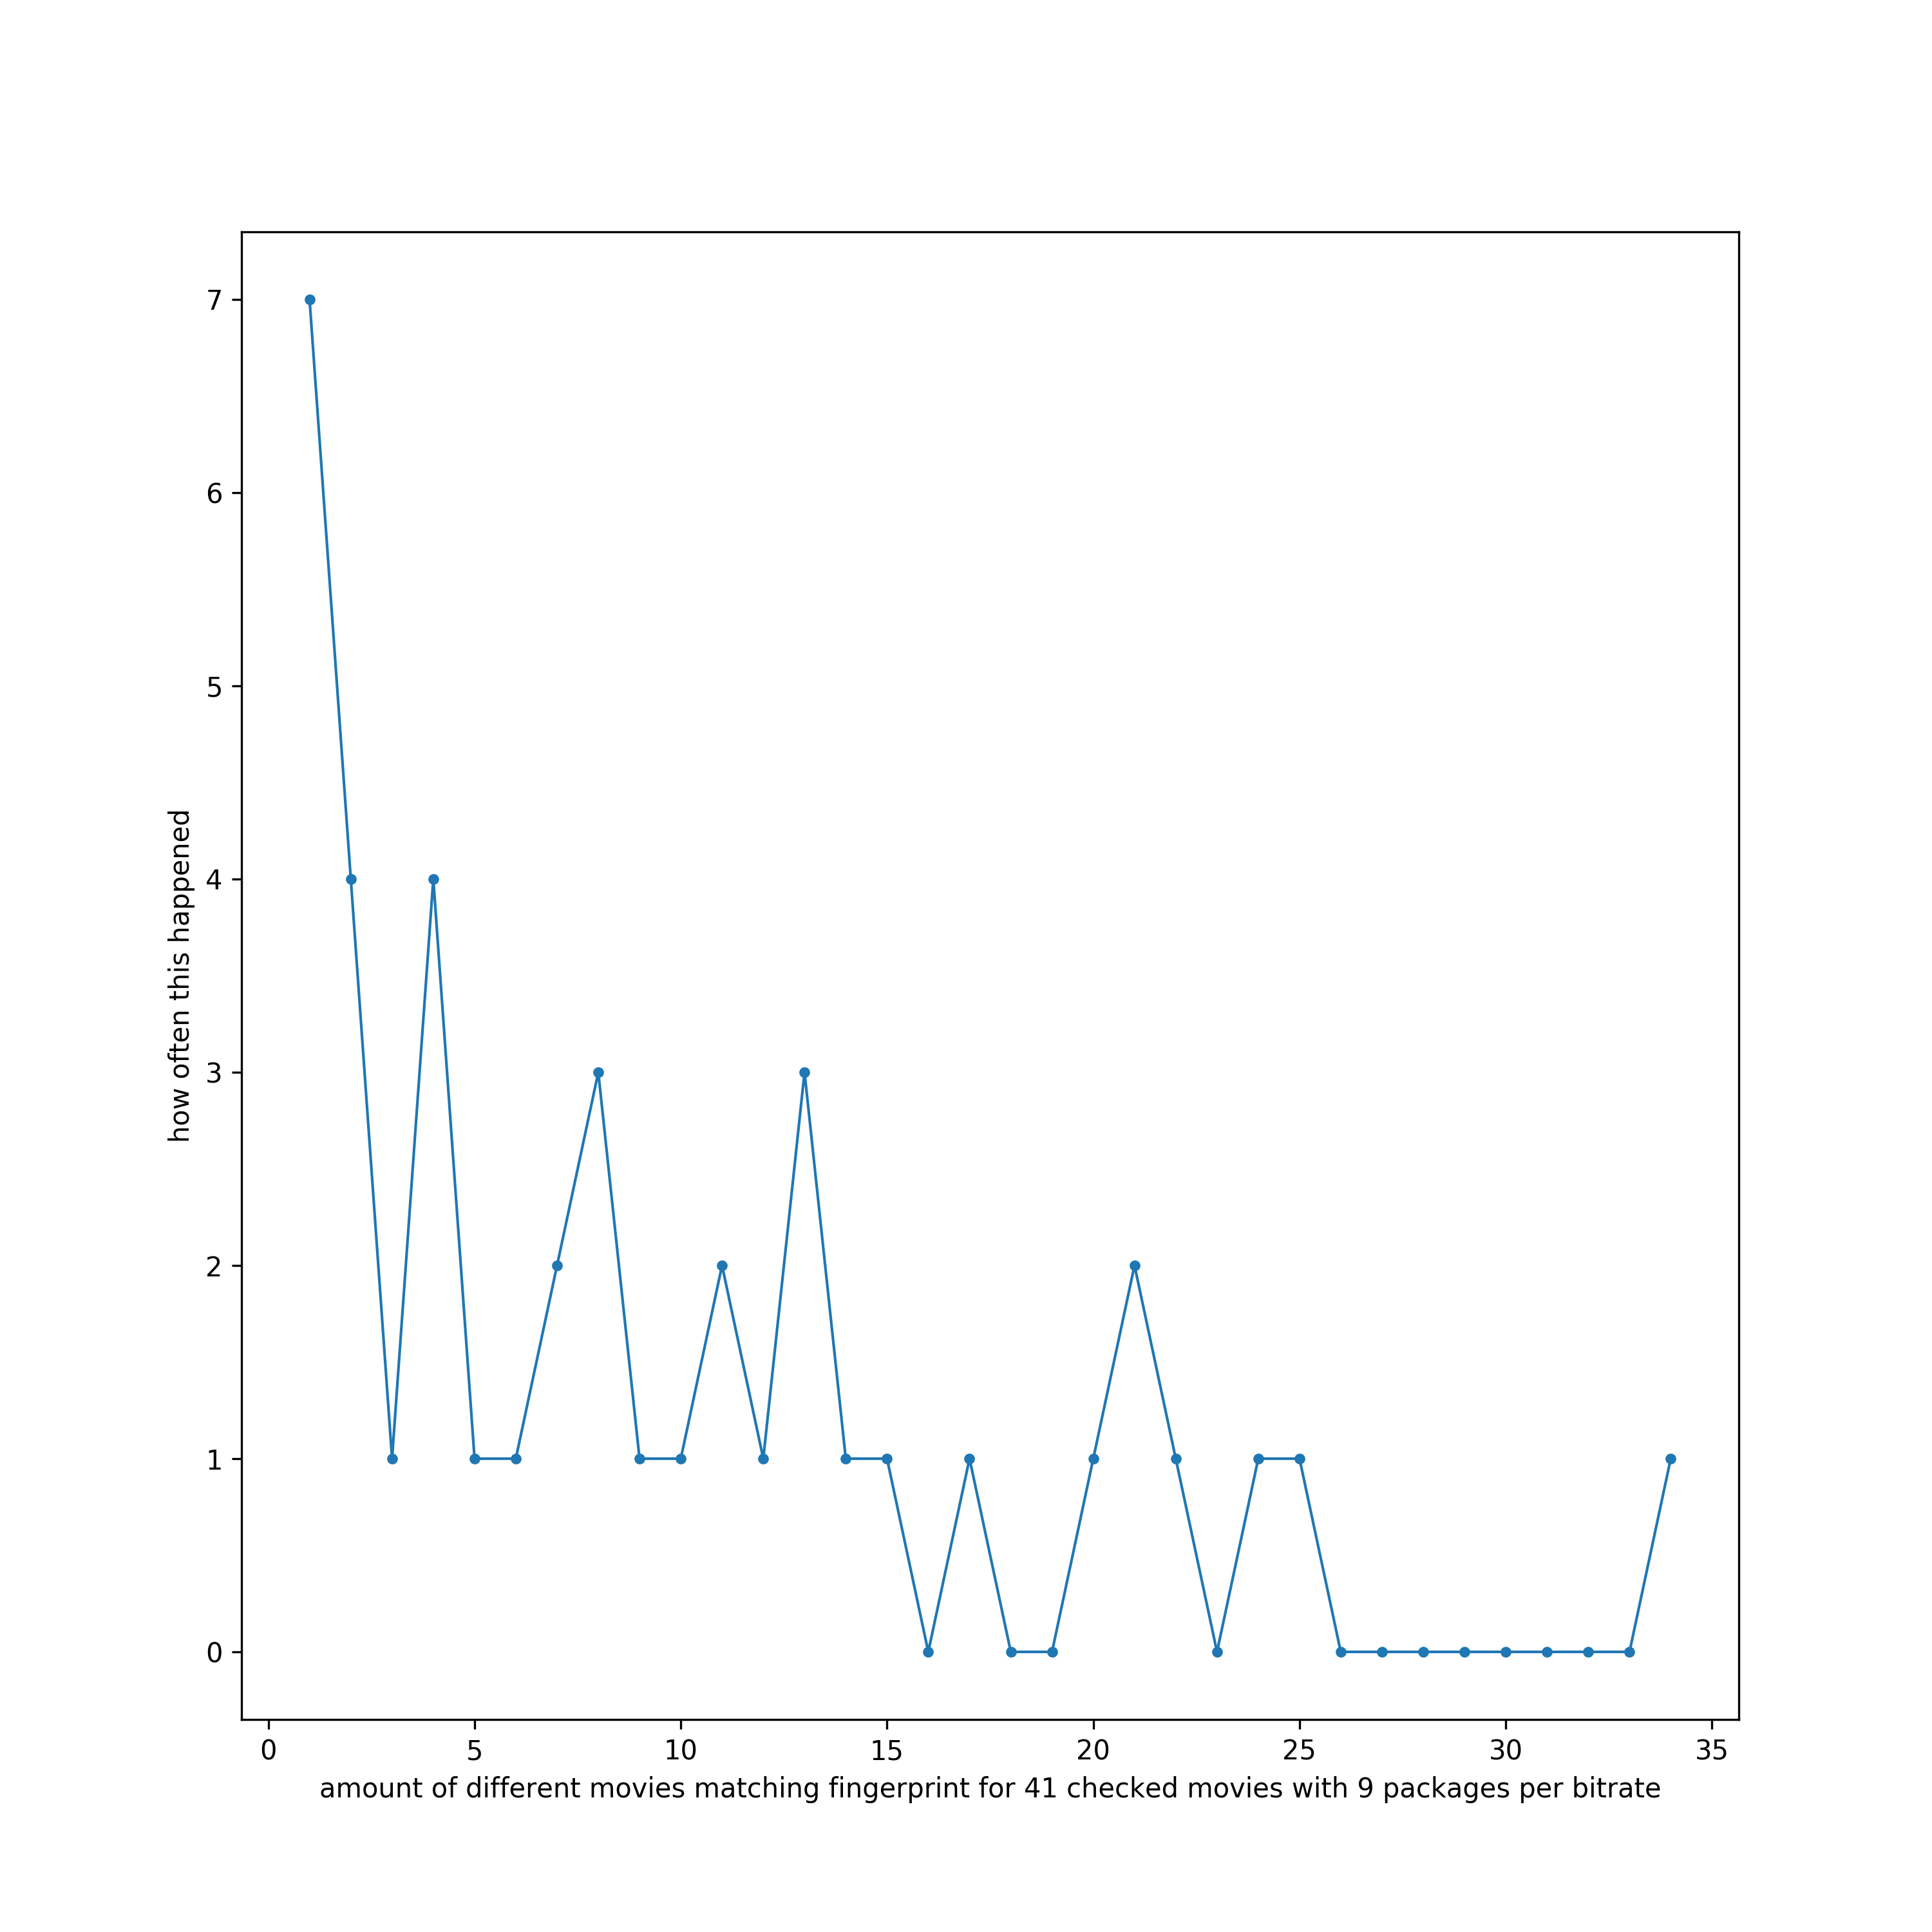 7
6
5
4
3
2
1
0
how often this happened
0 5 10 15 20 25 30 35
amount of different movies matching fingerprint for 41 checked movies with 9 packages per bitrate